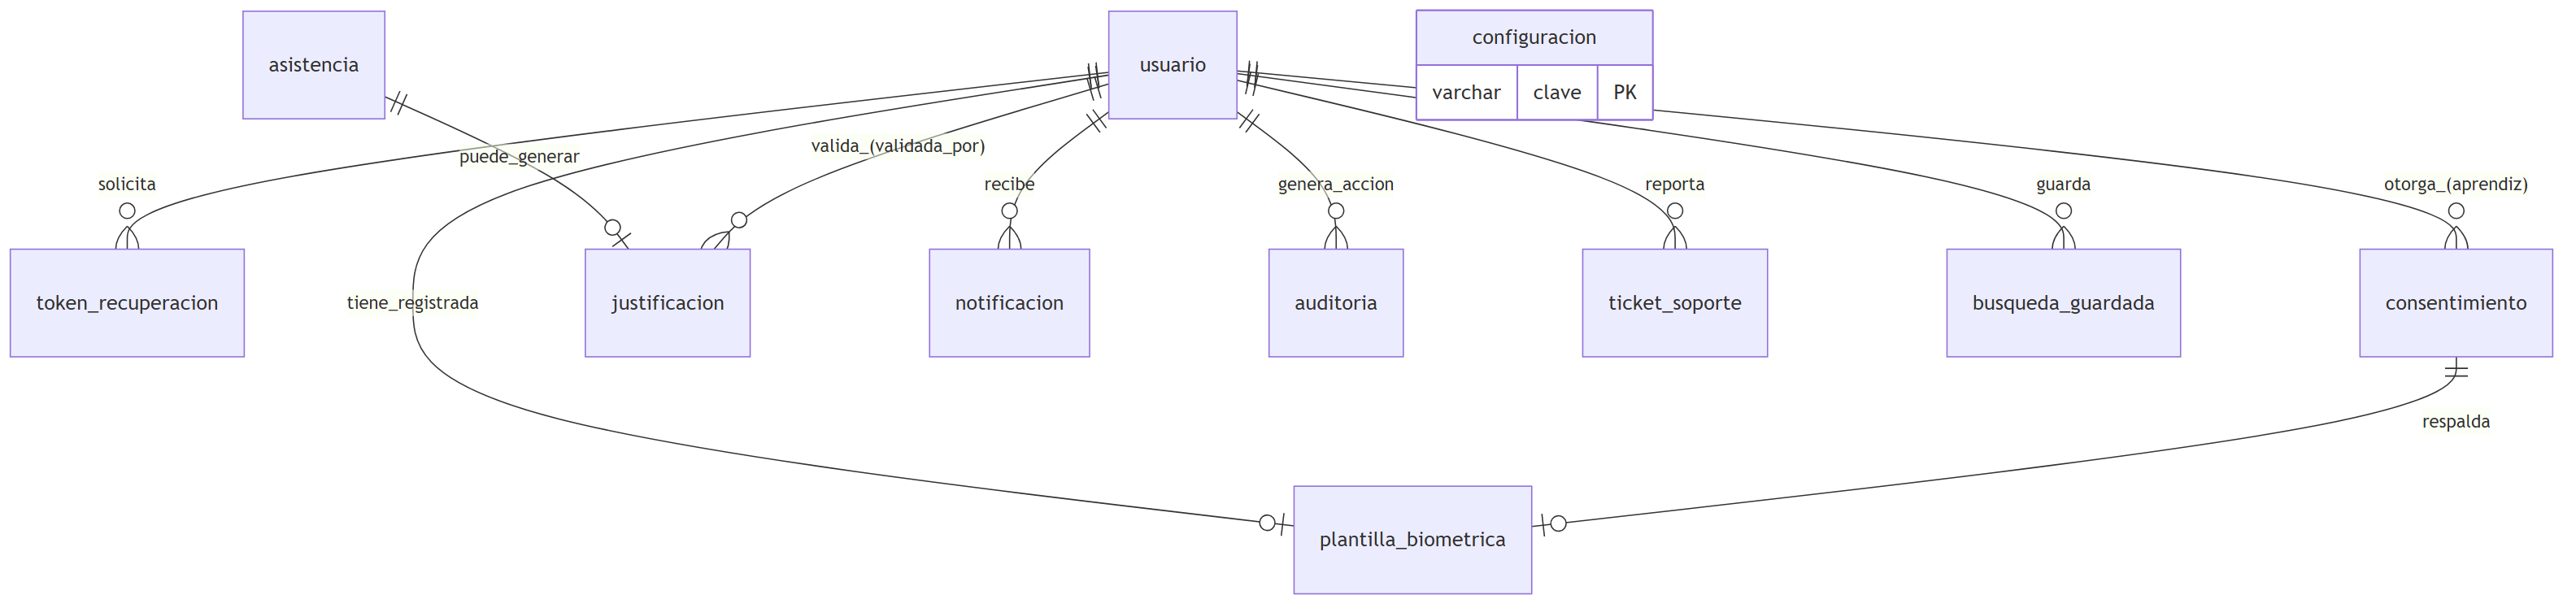 configuracion
asistencia
usuario
varchar clave PK
valida_(validada_por)
puede_generar
solicita
recibe
genera_accion
reporta
guarda
otorga_(aprendiz)
token_recuperacion
tiene_registrada
justificacion
notificacion
auditoria
ticket_soporte
busqueda_guardada
consentimiento
respalda
plantilla_biometrica